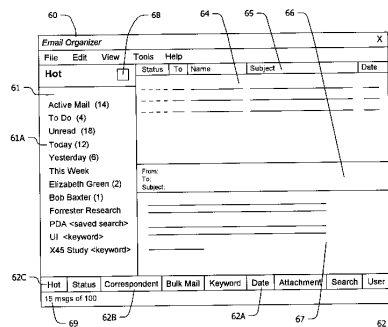 60
68
64
65
66
Email Organizer X
File Edit View Tools Help
Hot
Status To Name Subject Date
61
Active Mail (14)
To Do (4)
Unread (18)
61A
Today (12)
Yesterday (6)
This Week
Elizabeth Green (2)
Bob Baxter (1)
Forrester Research
PDA <saved search>
UI <keyword>
X45 Study <keyword>
From:
To:
Subject:
62C
Hot Status Correspondent Bulk Mail Keyword Date Attachment Search User
15 msgs of 100
69
62B
62A
67
62